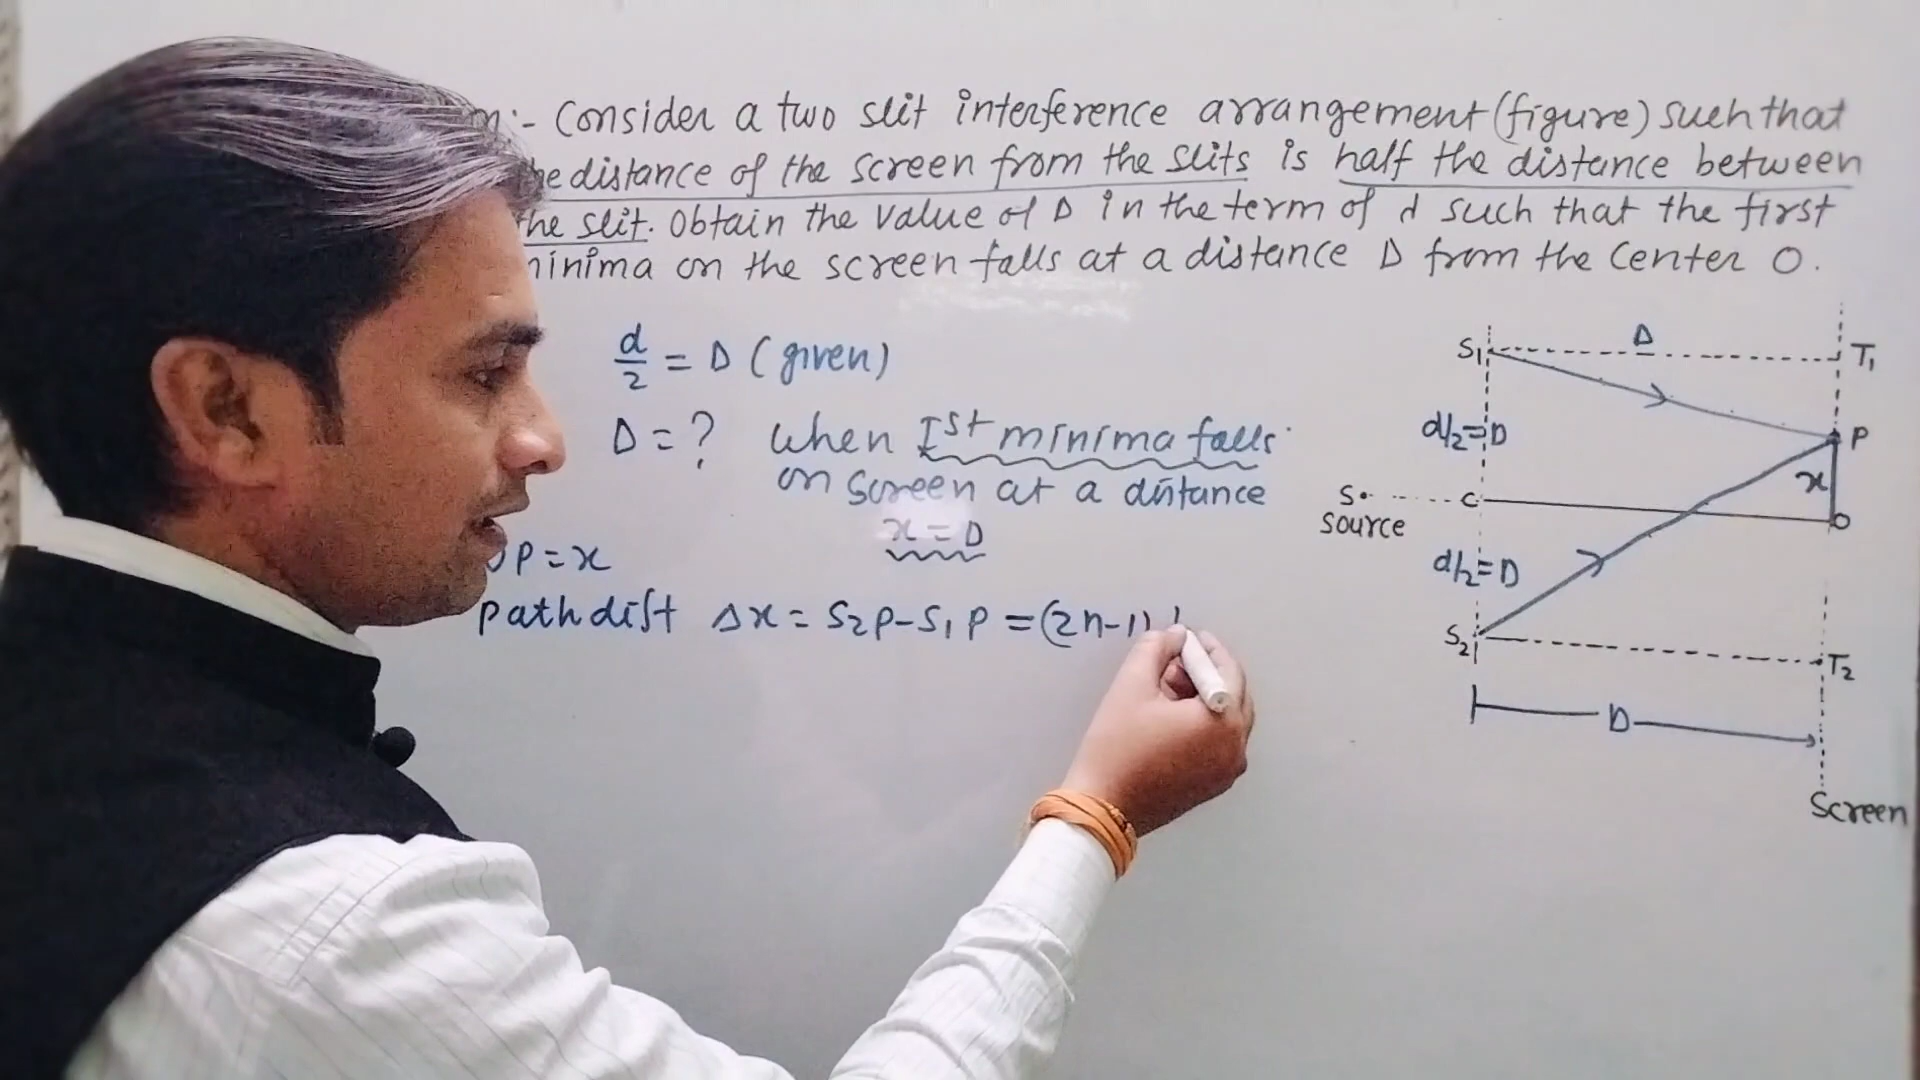 :- Consider a two slit interference arrangement (figure) such that
he distance of the screen from the slits is half the distance between
the slit. Obtain the value of D in the term of d such that the first
minima on the screen falls at a distance D from the center O.
d/2 = D (given)
D = ? when Ist minima falls
on screen at a distance
x = D
OP = x
path diff Δx = S₂P - S₁P = (2n-1)
S₁ D T₁
d/2 = D
P
x
S C O
source
d/2 = D
S₂ T₂
D
Screen